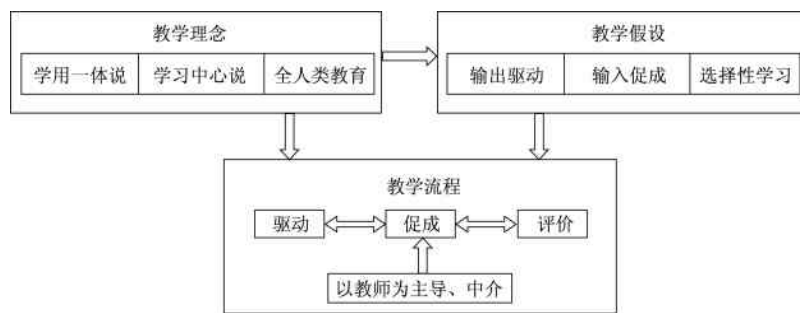 教学理念
学用一体说 学习中心说 全人类教育
教学假设
输出驱动 输入促成 选择性学习
教学流程
驱动 促成 评价
以教师为主导、中介